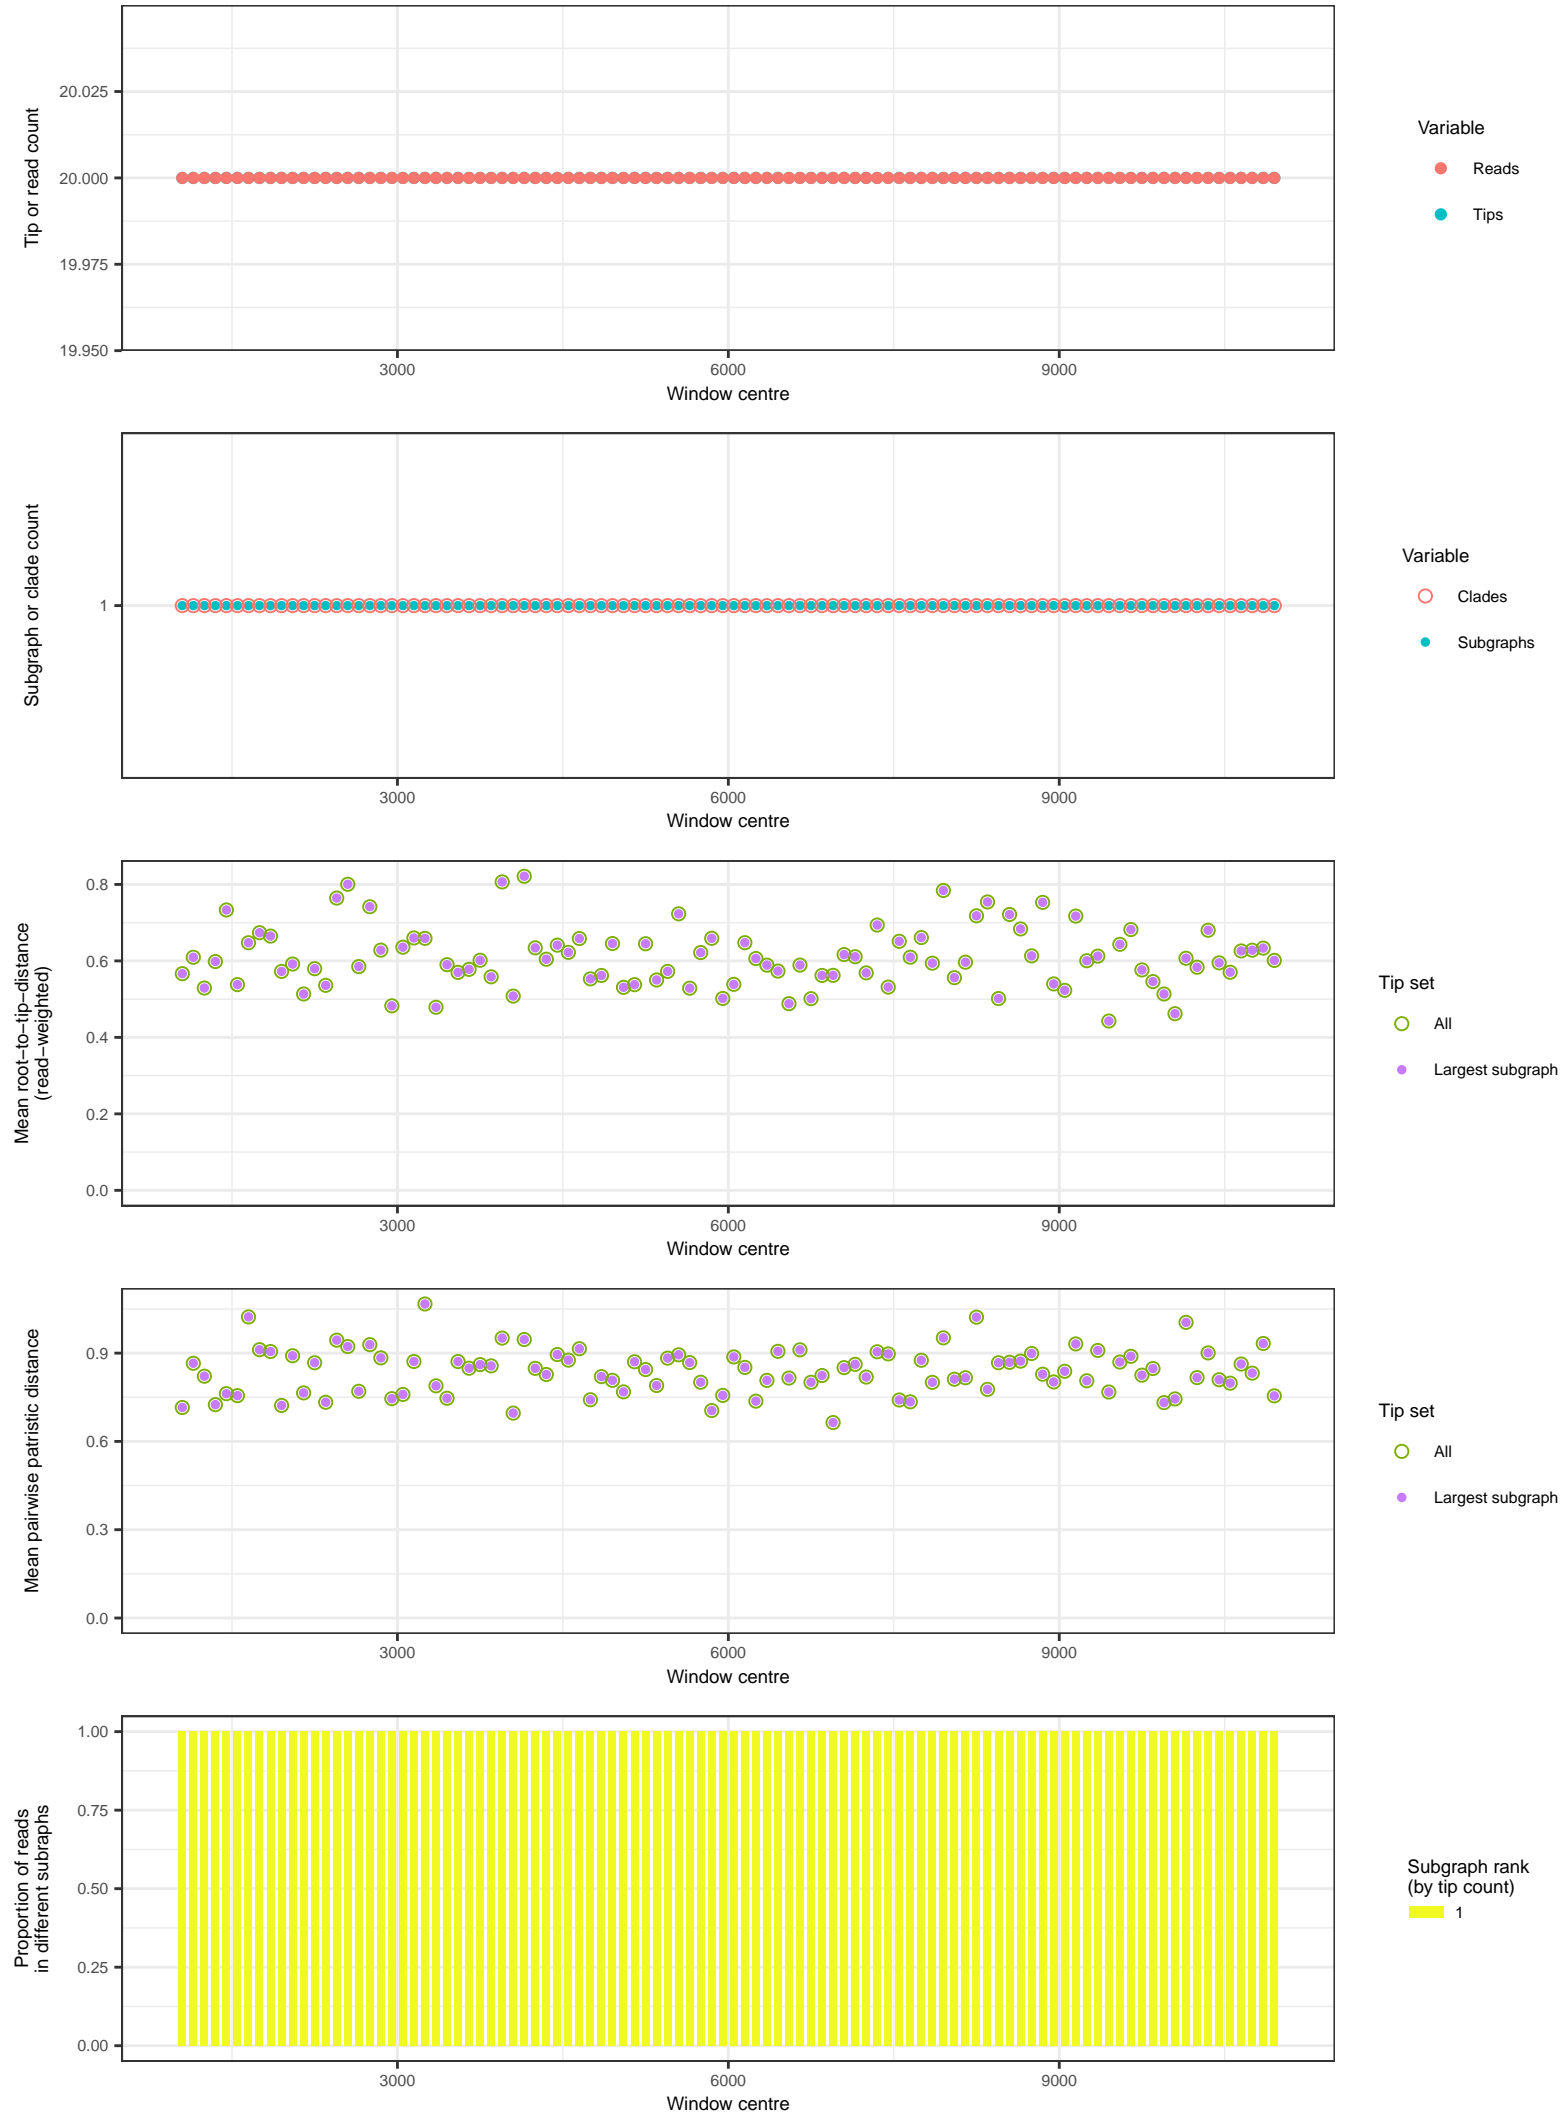 Tip or read count
20.025
20.000
19.975
19.950
3000
6000
9000
Window centre
Variable
Reads
Tips
Subgraph or clade count
1
3000
6000
9000
Window centre
Variable
Clades
Subgraphs
Mean root−to−tip−distance
(read−weighted)
0.8
0.6
0.4
0.2
0.0
3000
6000
9000
Window centre
Tip set
All
Largest subgraph
Mean pairwise patristic distance
0.9
0.6
0.3
0.0
3000
6000
9000
Window centre
Tip set
All
Largest subgraph
Proportion of reads
in different subraphs
1.00
0.75
0.50
0.25
0.00
3000
6000
9000
Window centre
Subgraph rank
(by tip count)
1